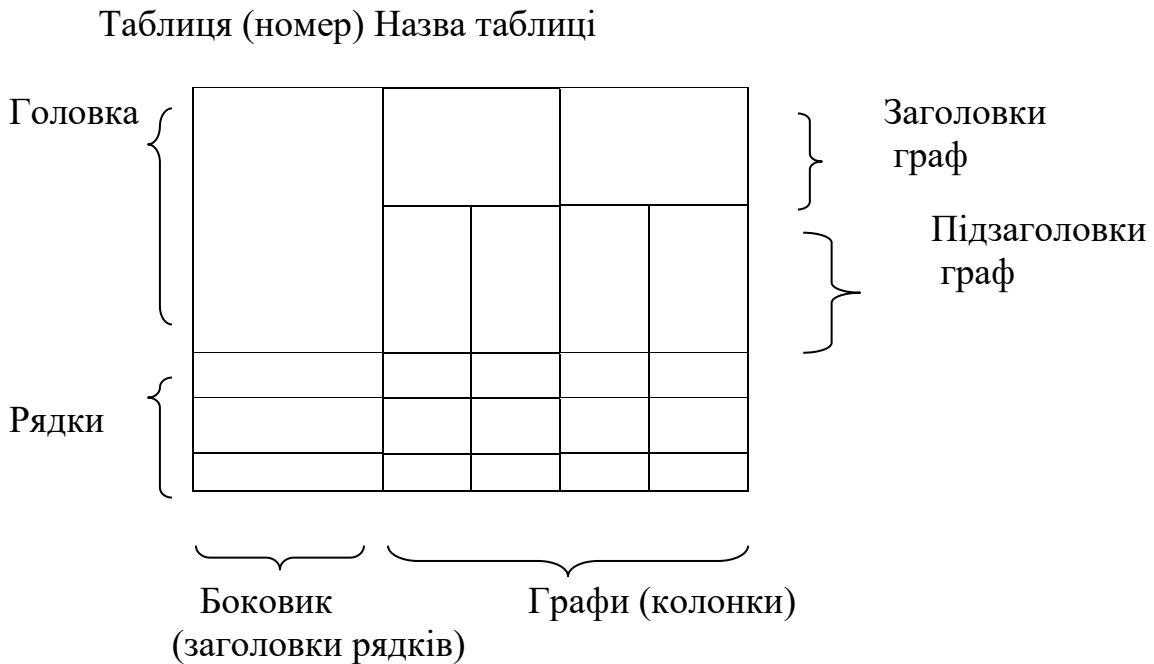 Таблиця (номер) Назва таблиці
Головка
Заголовки
граф
Підзаголовки
граф
Рядки
Боковик
(заголовки рядків)
Графи (колонки)